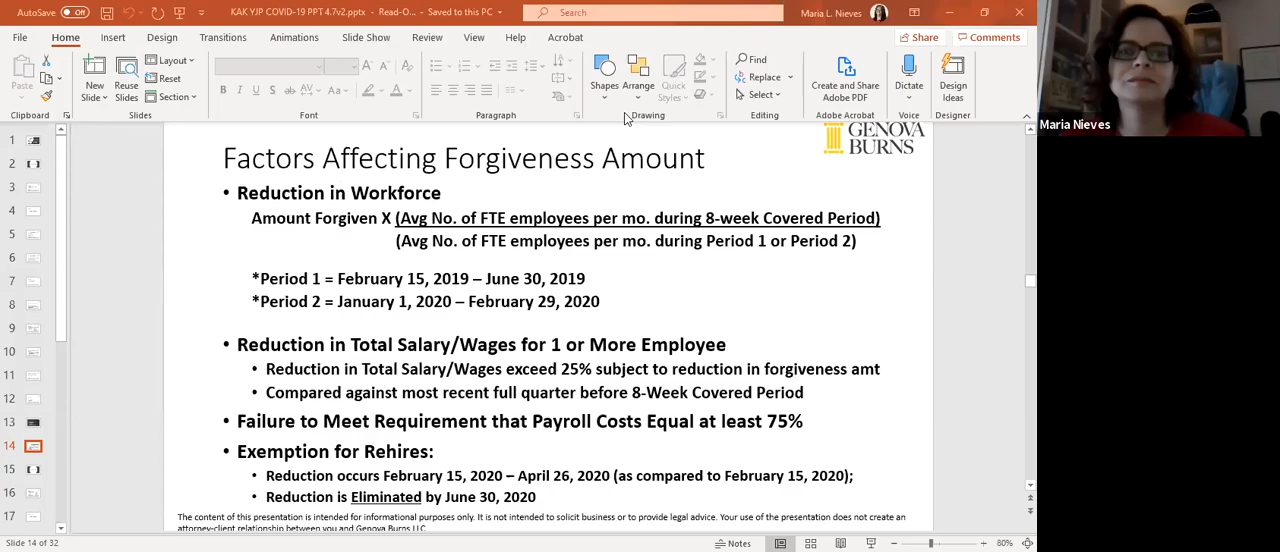 AutoSave Off KAK YJP COVID-19 PPT 4.7v2.pptx - Read-O... - Saved to this PC Search Maria L. Nieves
File Home Insert Design Transitions Animations Slide Show Review View Help Acrobat Share Comments
Paste New Slide Reuse Slides Layout Reset Section
B I U S ab AV Aa A
Shapes Arrange Quick Styles
Find Replace Select
Create and Share Adobe PDF Dictate Design Ideas
Clipboard Slides Font Paragraph Drawing Editing Adobe Acrobat Voice Designer
Maria Nieves
GENOVA
BURNS
Factors Affecting Forgiveness Amount
• Reduction in Workforce
Amount Forgiven X (Avg No. of FTE employees per mo. during 8-week Covered Period)
(Avg No. of FTE employees per mo. during Period 1 or Period 2)
*Period 1 = February 15, 2019 – June 30, 2019
*Period 2 = January 1, 2020 – February 29, 2020
• Reduction in Total Salary/Wages for 1 or More Employee
• Reduction in Total Salary/Wages exceed 25% subject to reduction in forgiveness amt
• Compared against most recent full quarter before 8-Week Covered Period
• Failure to Meet Requirement that Payroll Costs Equal at least 75%
• Exemption for Rehires:
• Reduction occurs February 15, 2020 – April 26, 2020 (as compared to February 15, 2020);
• Reduction is Eliminated by June 30, 2020
The content of this presentation is intended for informational purposes only. It is not intended to solicit business or to provide legal advice. Your use of the presentation does not create an
attorney-client relationship between you and Genova Burns LLC
1
2
3
4
5
6
7
8
9
10
11
12
13
14
15
16
17
Slide 14 of 32 Notes 80%